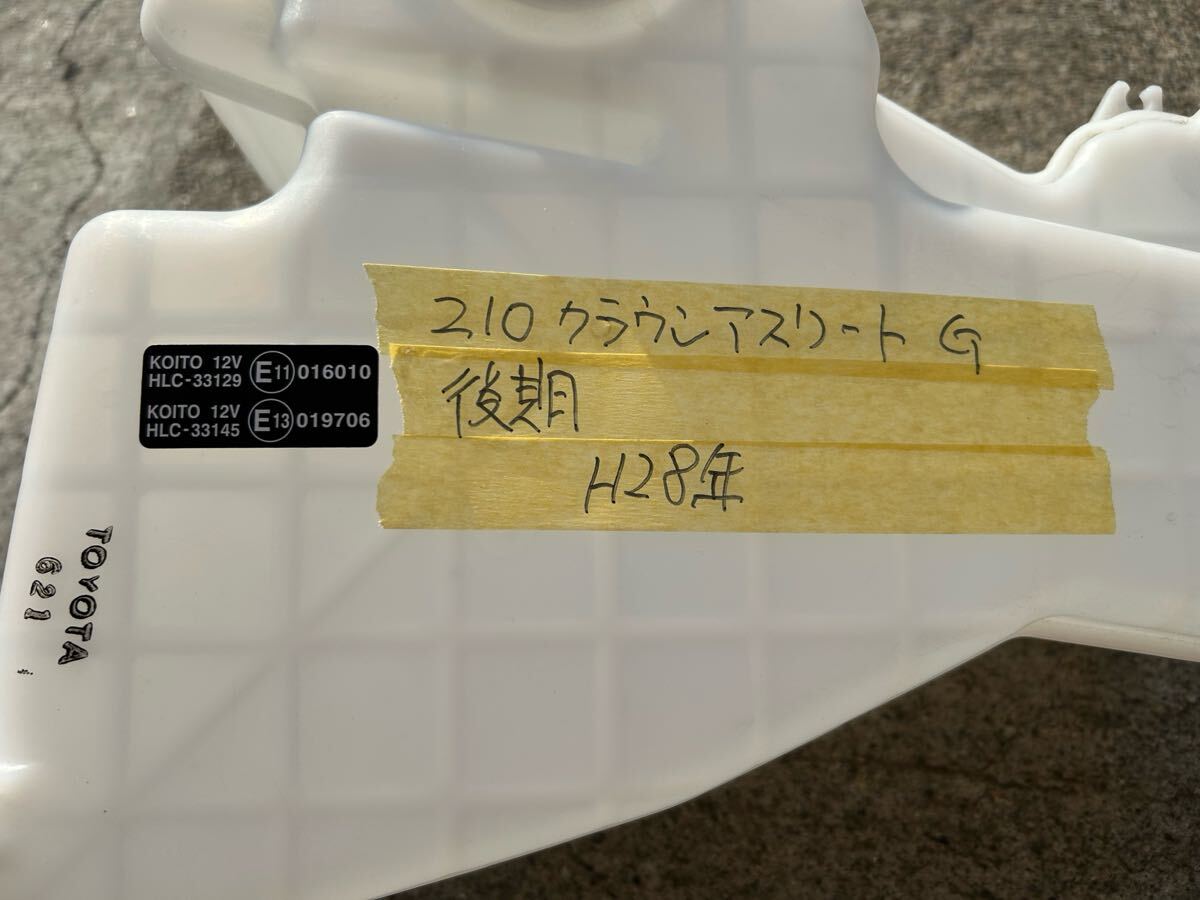 210 クラウンアスリート G
後期
H28年
KOITO 12V
HLC-33129 E11 016010
KOITO 12V
HLC-33145 E13 019706
TOYOTA
621